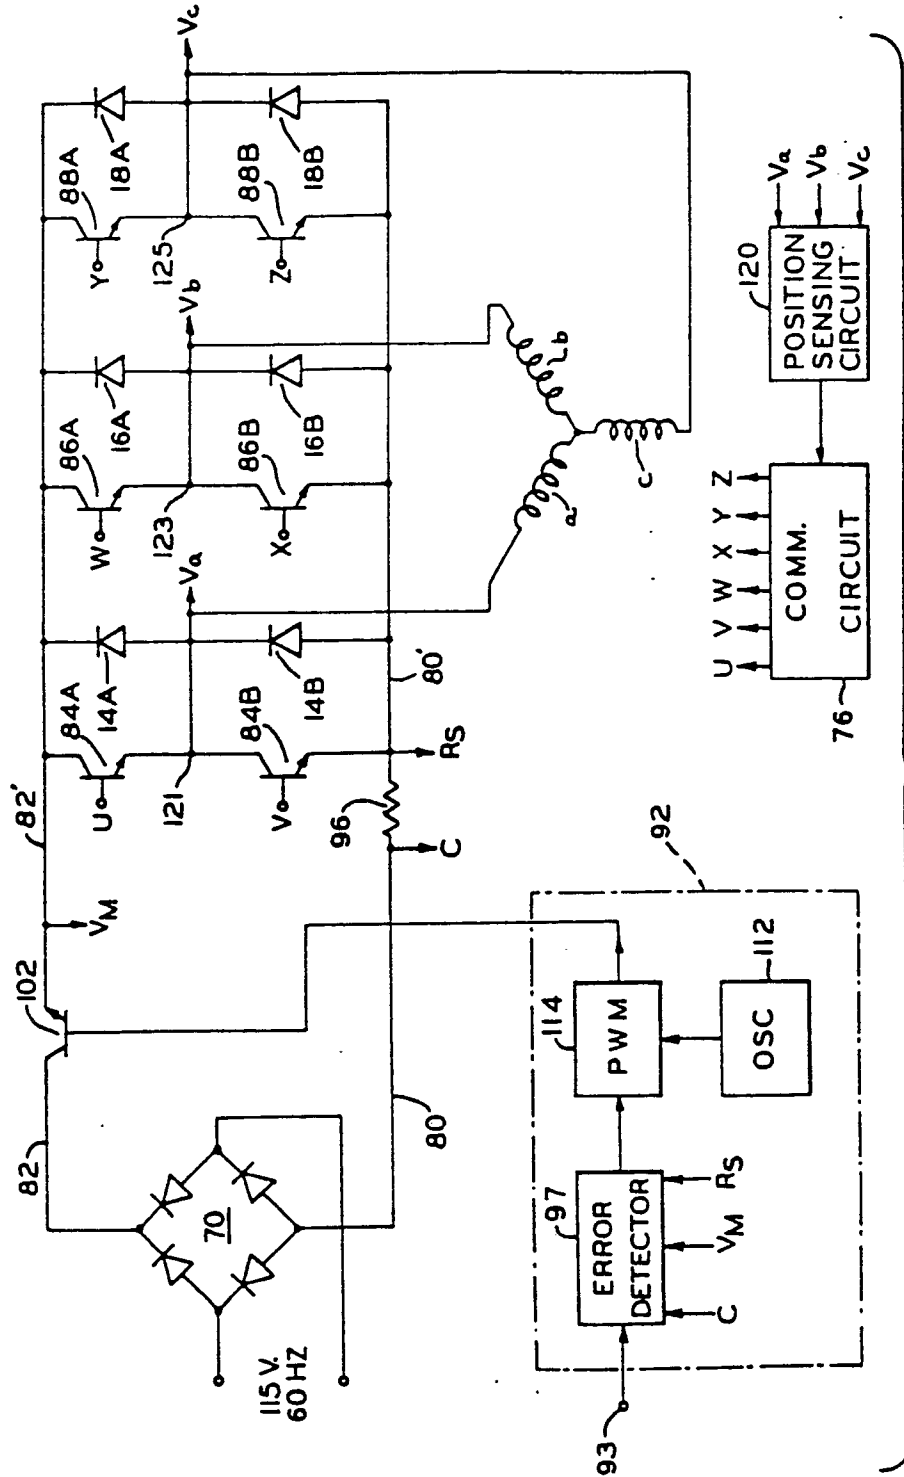 115 V.
60 HZ
70
82
102
VM
82'
U
84A
14A
121
Va
V
84B
14B
W
86A
16A
123
Vb
X
86B
16B
Y
88A
18A
125
Vc
Z
88B
18B
80
C
96
RS
80'
a
b
c
93
97
ERROR
DETECTOR
C
VM
RS
114
PWM
OSC
112
92
76
COMM.
CIRCUIT
U
V
W
X
Y
Z
120
POSITION
SENSING
CIRCUIT
Va
Vb
Vc